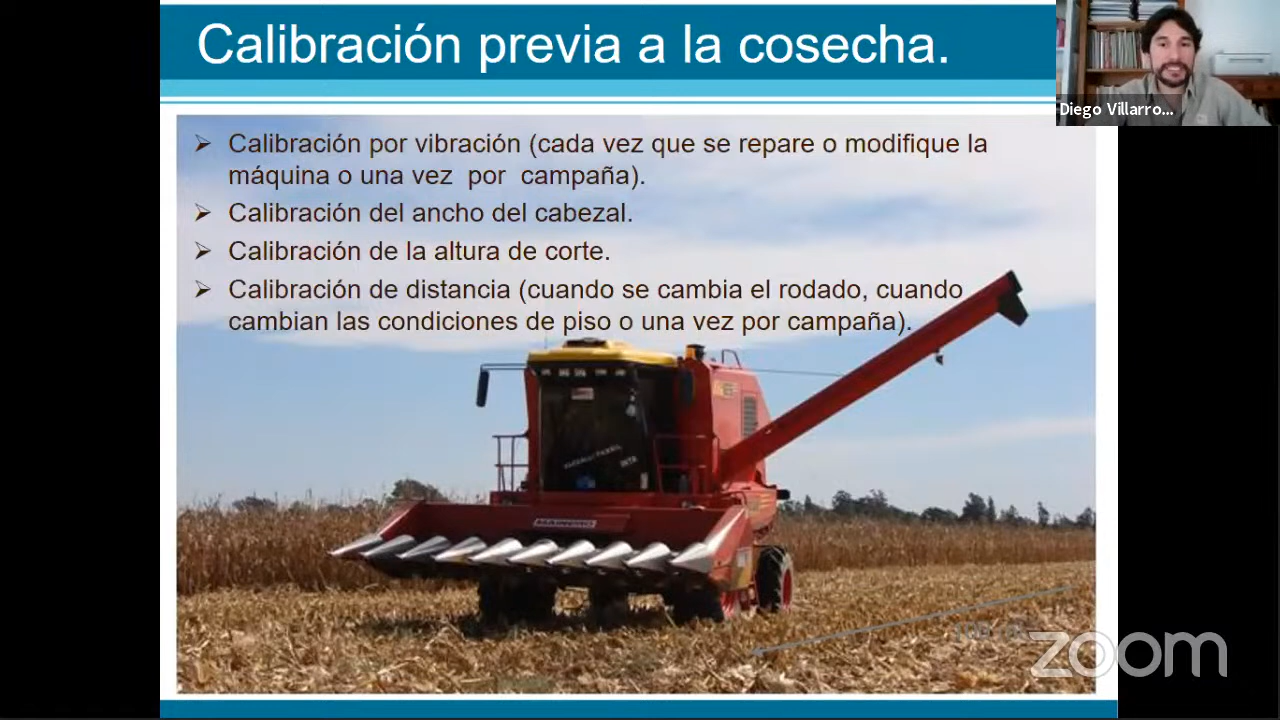 Calibración previa a la cosecha.
Diego Villarro...
➢ Calibración por vibración (cada vez que se repare o modifique la
máquina o una vez por campaña).
➢ Calibración del ancho del cabezal.
➢ Calibración de la altura de corte.
➢ Calibración de distancia (cuando se cambia el rodado, cuando
cambian las condiciones de piso o una vez por campaña).
INTA
MAINERO
zoom